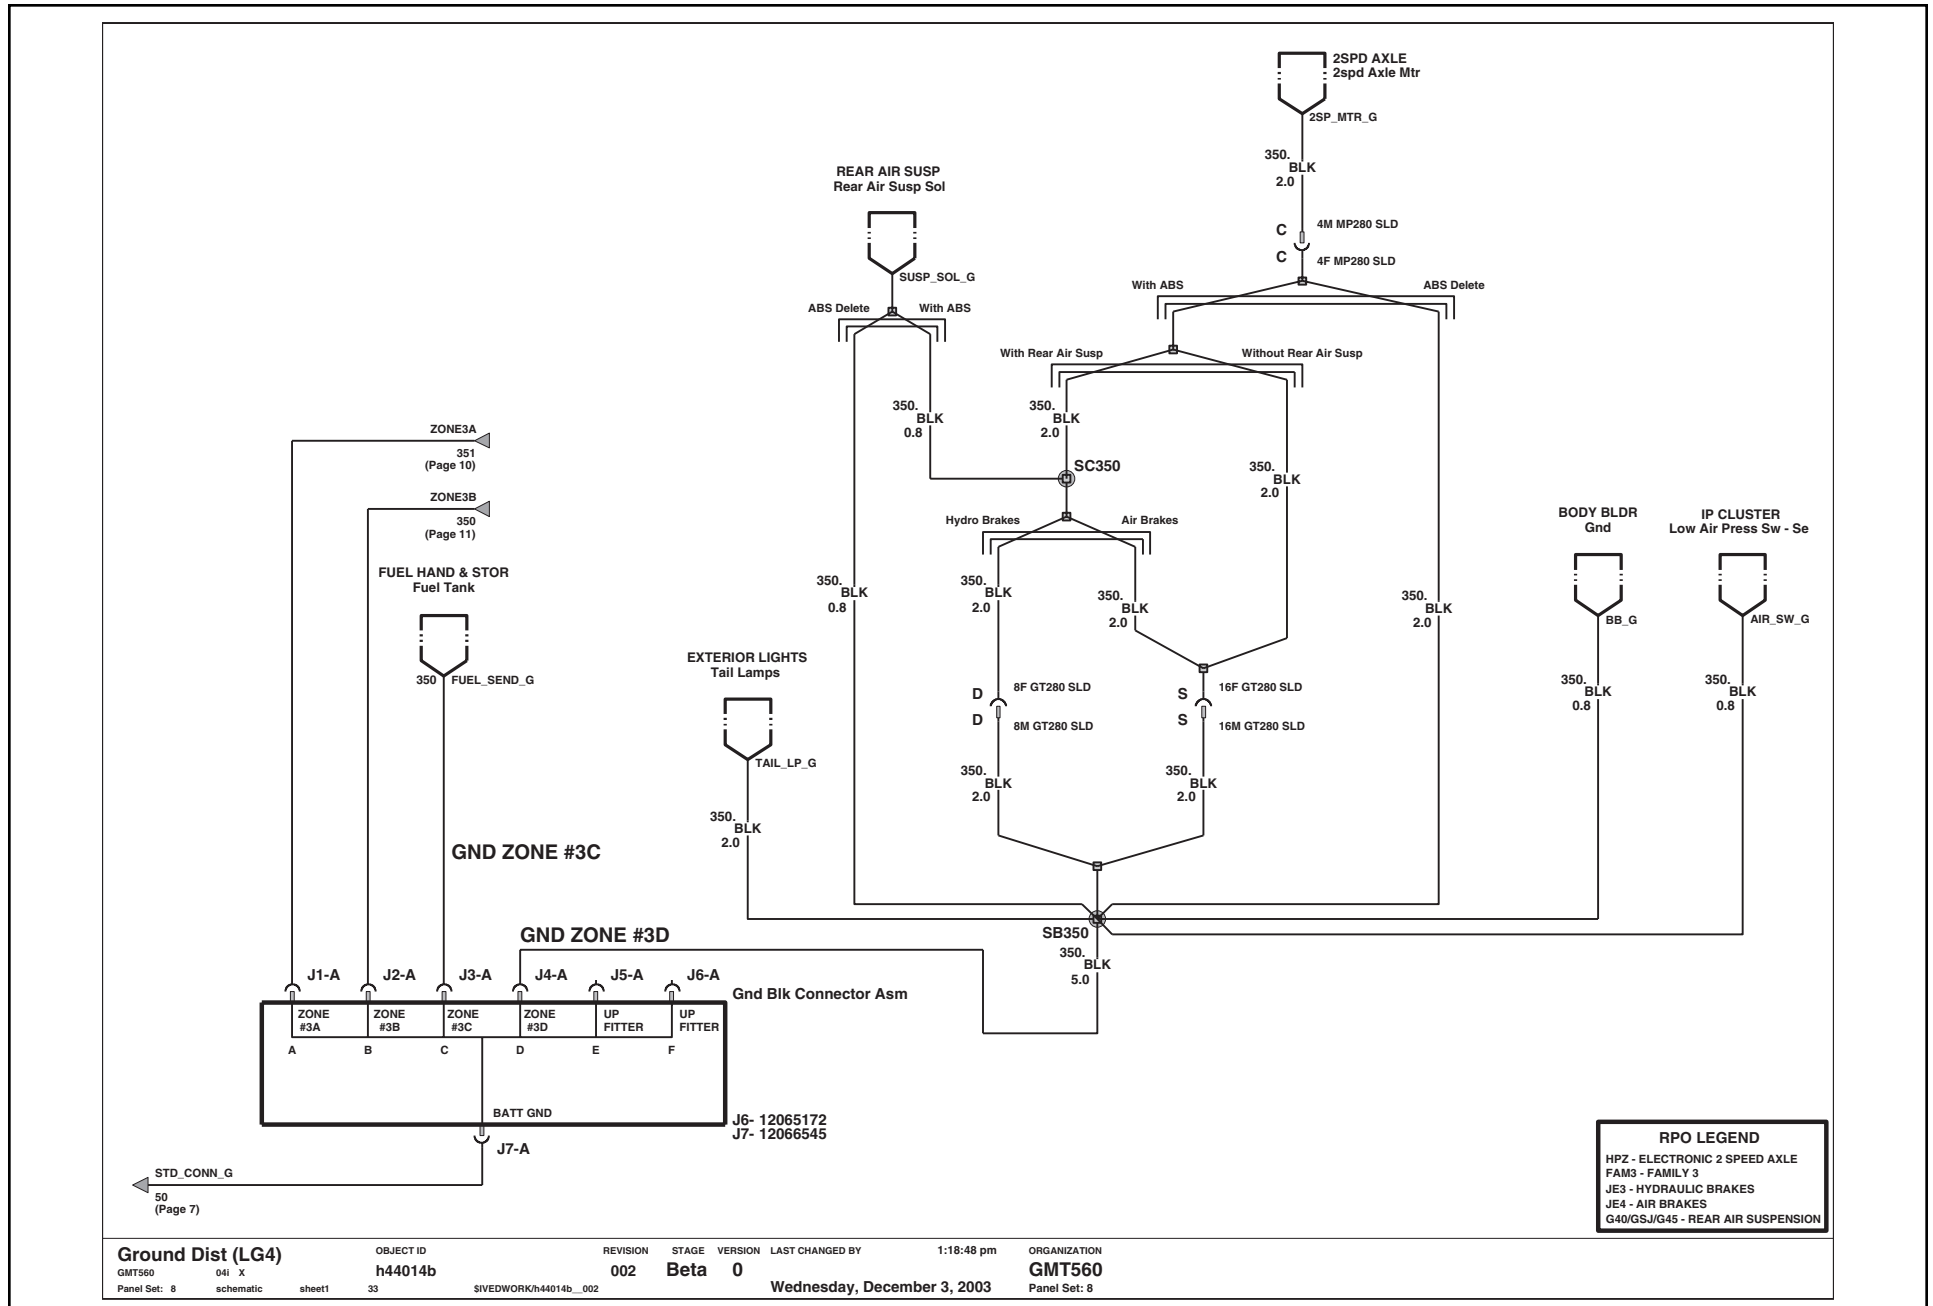 2SPD AXLE
2spd Axle Mtr
2SP_MTR_G
350.
BLK
2.0
REAR AIR SUSP
Rear Air Susp Sol
C
4M MP280 SLD
C
4F MP280 SLD
SUSP_SOL_G
With ABS
ABS Delete
ABS Delete
With ABS
With Rear Air Susp
Without Rear Air Susp
350.
BLK
0.8
350.
BLK
2.0
ZONE3A
351
(Page 10)
SC350
350.
BLK
2.0
ZONE3B
350
(Page 11)
Hydro Brakes
Air Brakes
BODY BLDR
Gnd
IP CLUSTER
Low Air Press Sw - Se
FUEL HAND & STOR
Fuel Tank
350.
BLK
0.8
350.
BLK
2.0
350.
BLK
2.0
350.
BLK
2.0
BB_G
AIR_SW_G
EXTERIOR LIGHTS
Tail Lamps
350
FUEL_SEND_G
D
8F GT280 SLD
D
8M GT280 SLD
S
16F GT280 SLD
S
16M GT280 SLD
350.
BLK
0.8
350.
BLK
0.8
TAIL_LP_G
350.
BLK
2.0
350.
BLK
2.0
350.
BLK
2.0
GND ZONE #3C
GND ZONE #3D
SB350
350.
BLK
5.0
J1-A
J2-A
J3-A
J4-A
J5-A
J6-A
Gnd Blk Connector Asm
ZONE
#3A
ZONE
#3B
ZONE
#3C
ZONE
#3D
UP
FITTER
UP
FITTER
A
B
C
D
E
F
BATT GND
J6- 12065172
J7- 12066545
J7-A
STD_CONN_G
50
(Page 7)
RPO LEGEND
HPZ - ELECTRONIC 2 SPEED AXLE
FAM3 - FAMILY 3
JE3 - HYDRAULIC BRAKES
JE4 - AIR BRAKES
G40/GSJ/G45 - REAR AIR SUSPENSION
Ground Dist (LG4)
OBJECT ID
REVISION
STAGE
VERSION
LAST CHANGED BY
1:18:48 pm
ORGANIZATION
GMT560
04i X
h44014b
002
Beta
0
GMT560
Panel Set: 8
schematic
sheet1
33
$IVEDWORK/h44014b__002
Wednesday, December 3, 2003
Panel Set: 8